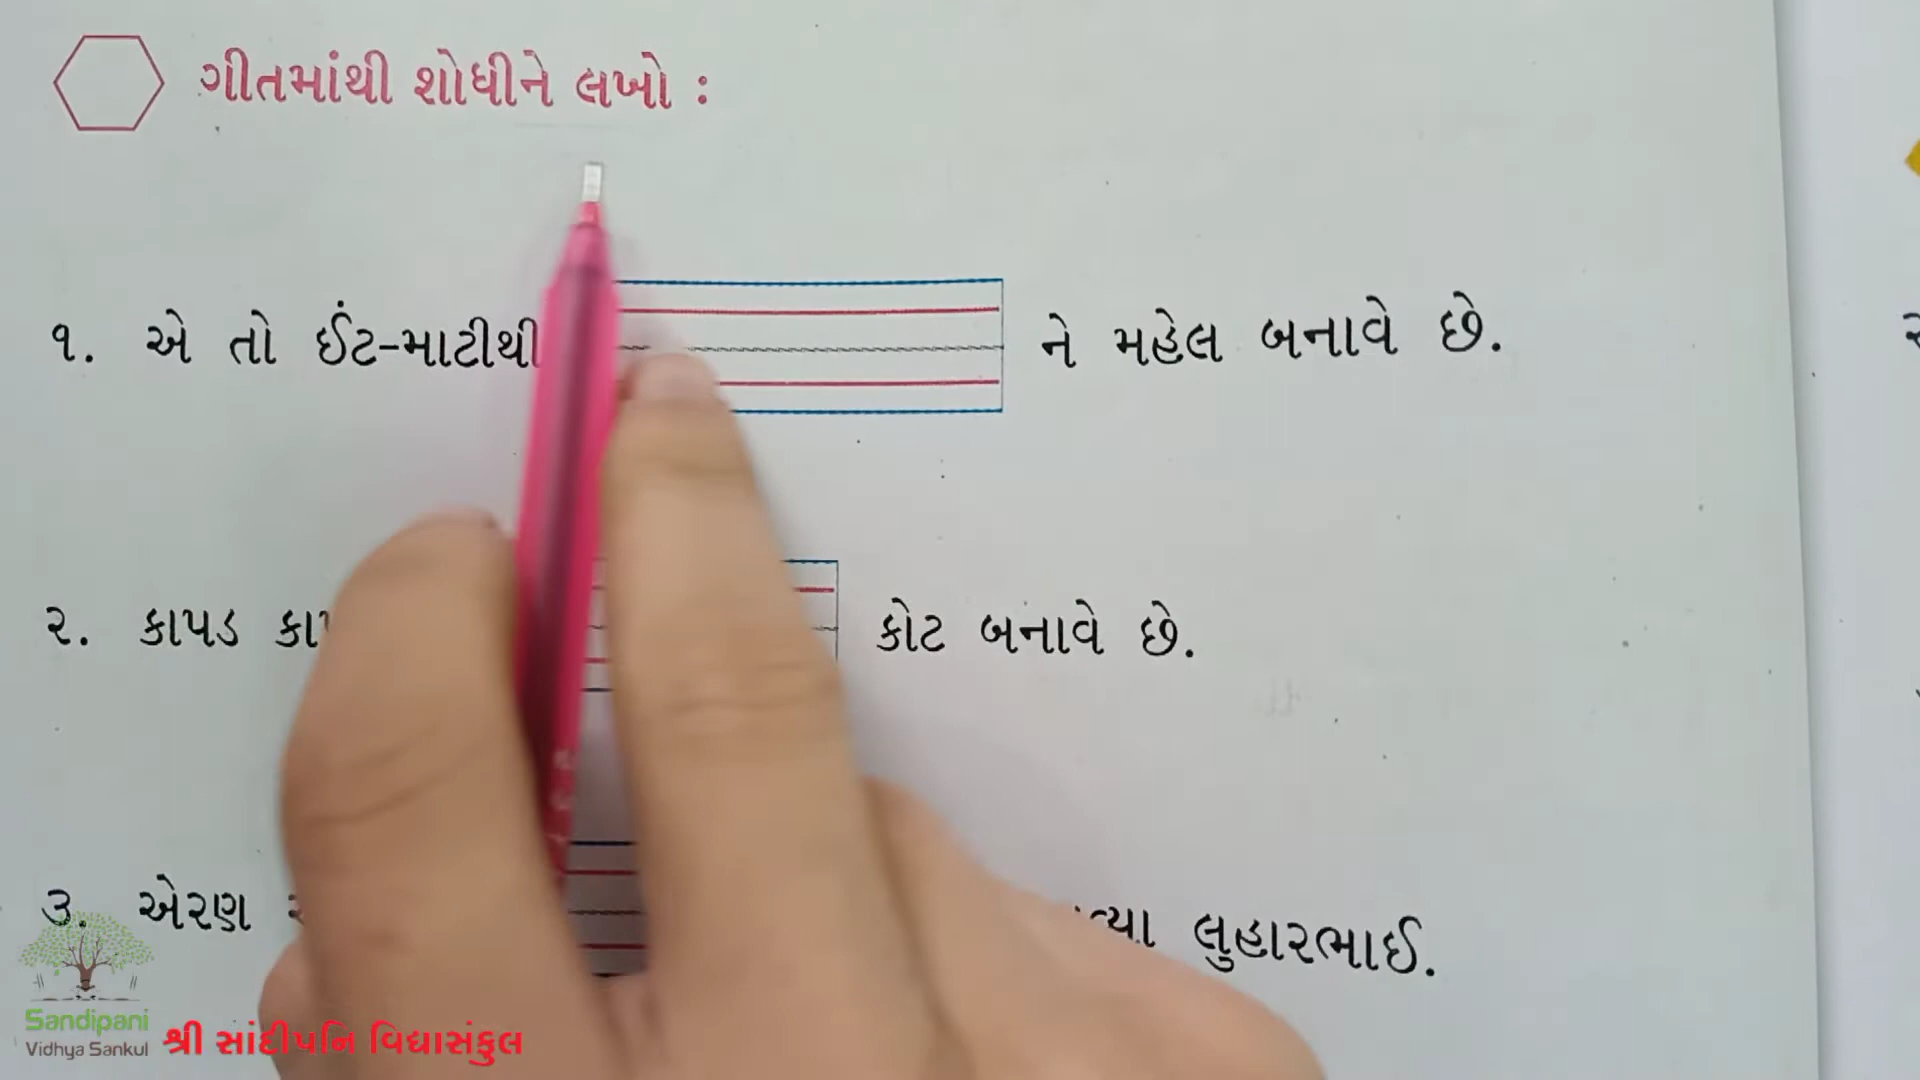 ગીતમાંથી શોધીને લખો :
૧. એ તો ઈંટ-માટીથી ને મહેલ બનાવે છે.
૨. કાપડ કોટ બનાવે છે.
૩. એરણ લુહારભાઈ.
Sandipani
Vidhya Sankul
શ્રી સાંદીપનિ વિદ્યાસંકુલ